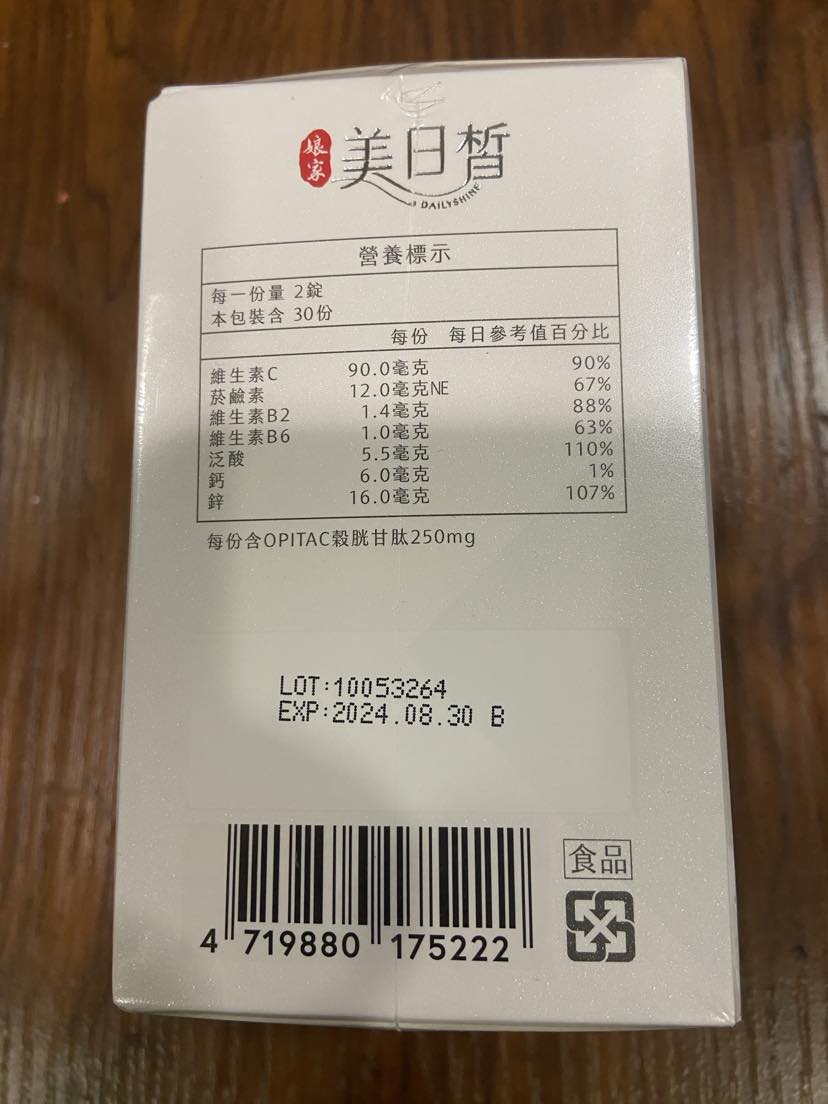 娘家
美日皙
DAILYSHINE
營養標示
每一份量 2錠
本包裝含 30份
每份 每日參考值百分比
維生素C 90.0毫克 90%
菸鹼素 12.0毫克NE 67%
維生素B2 1.4毫克 88%
維生素B6 1.0毫克 63%
泛酸 5.5毫克 110%
鈣 6.0毫克 1%
鋅 16.0毫克 107%
每份含OPITAC穀胱甘肽250mg
LOT:10053264
EXP:2024.08.30 B
食品
4 719880 175222